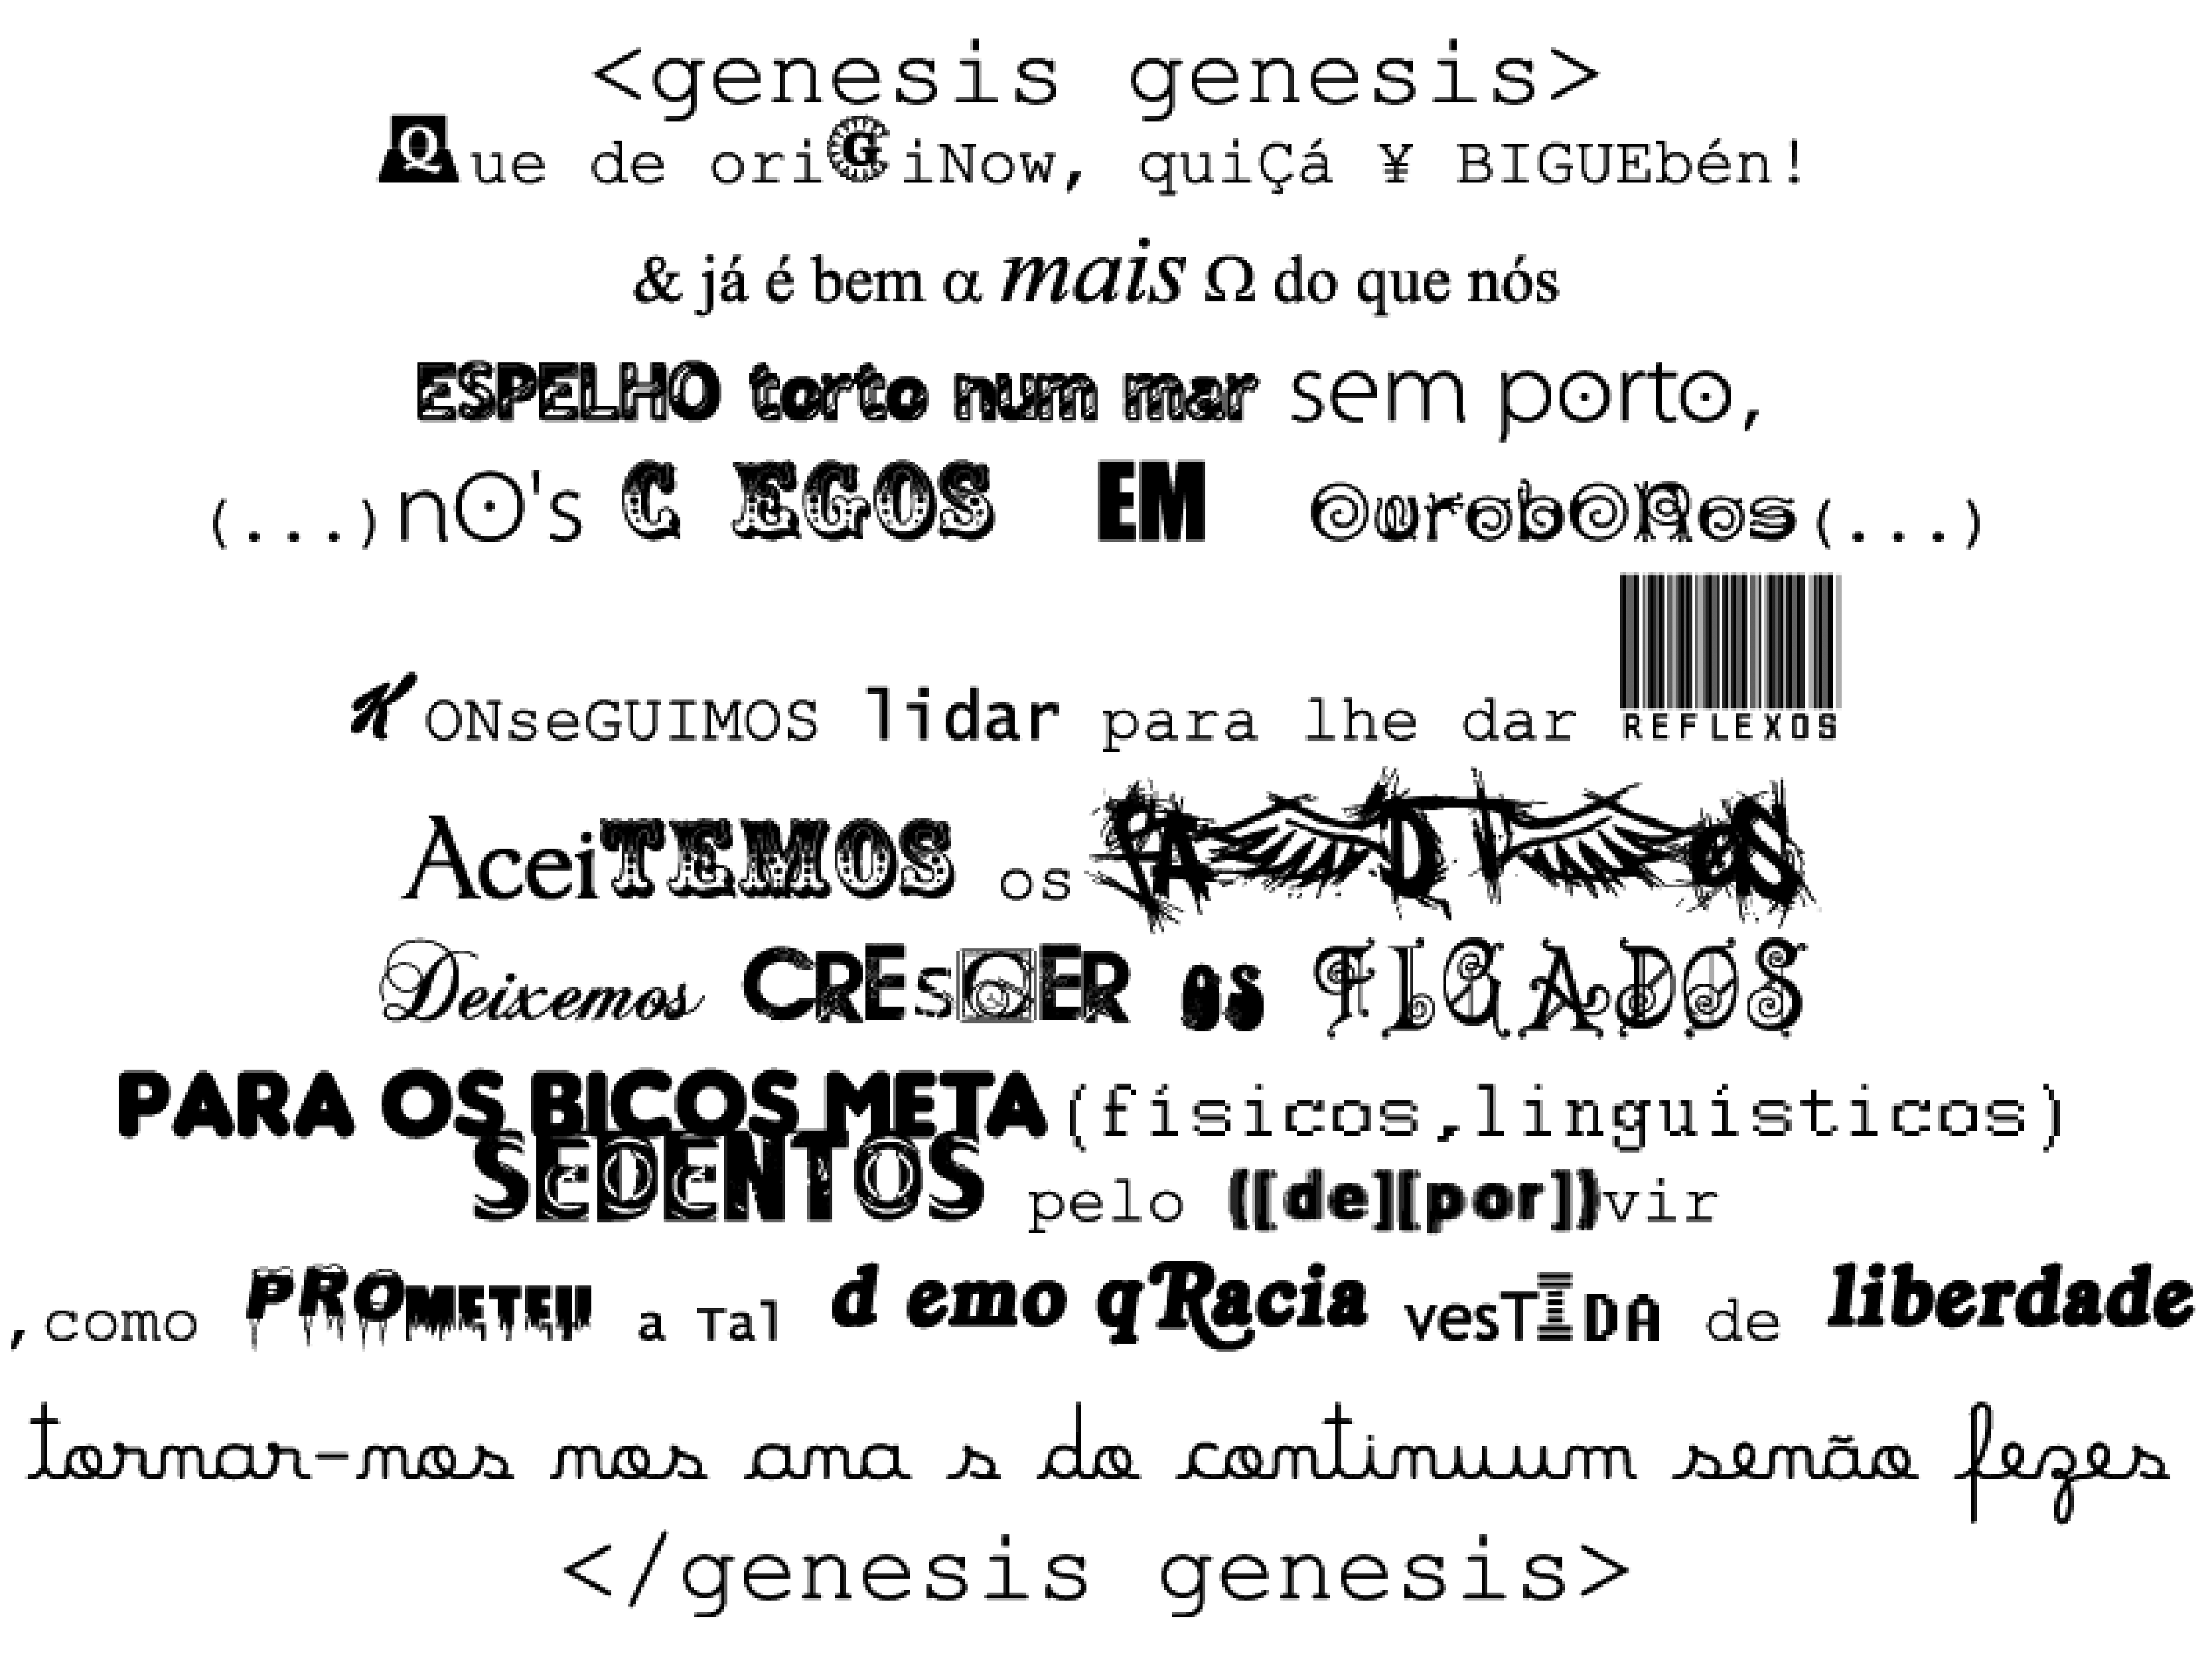 <genesis genesis>
Que de oriGiNow, quiÇá ¥ BIGUEbén!
& já é bem α mais Ω do que nós
ESPELHO torto num mar sem porto,
(...)nO's C EGOS EM OurobORos(...)
KONseGUIMOS lidar para lhe dar REFLEXOS
AceiTEMOS os
Deixemos CREsCER os FIGADOS
PARA OS BICOS META(físicos,linguísticos)
SEDENTOS pelo ([de][por])vir
,como PROMETEU a Tal d emo qRacia vesTIDA de liberdade
tornar-nos nos ana s do continuum senão fezes
</genesis genesis>